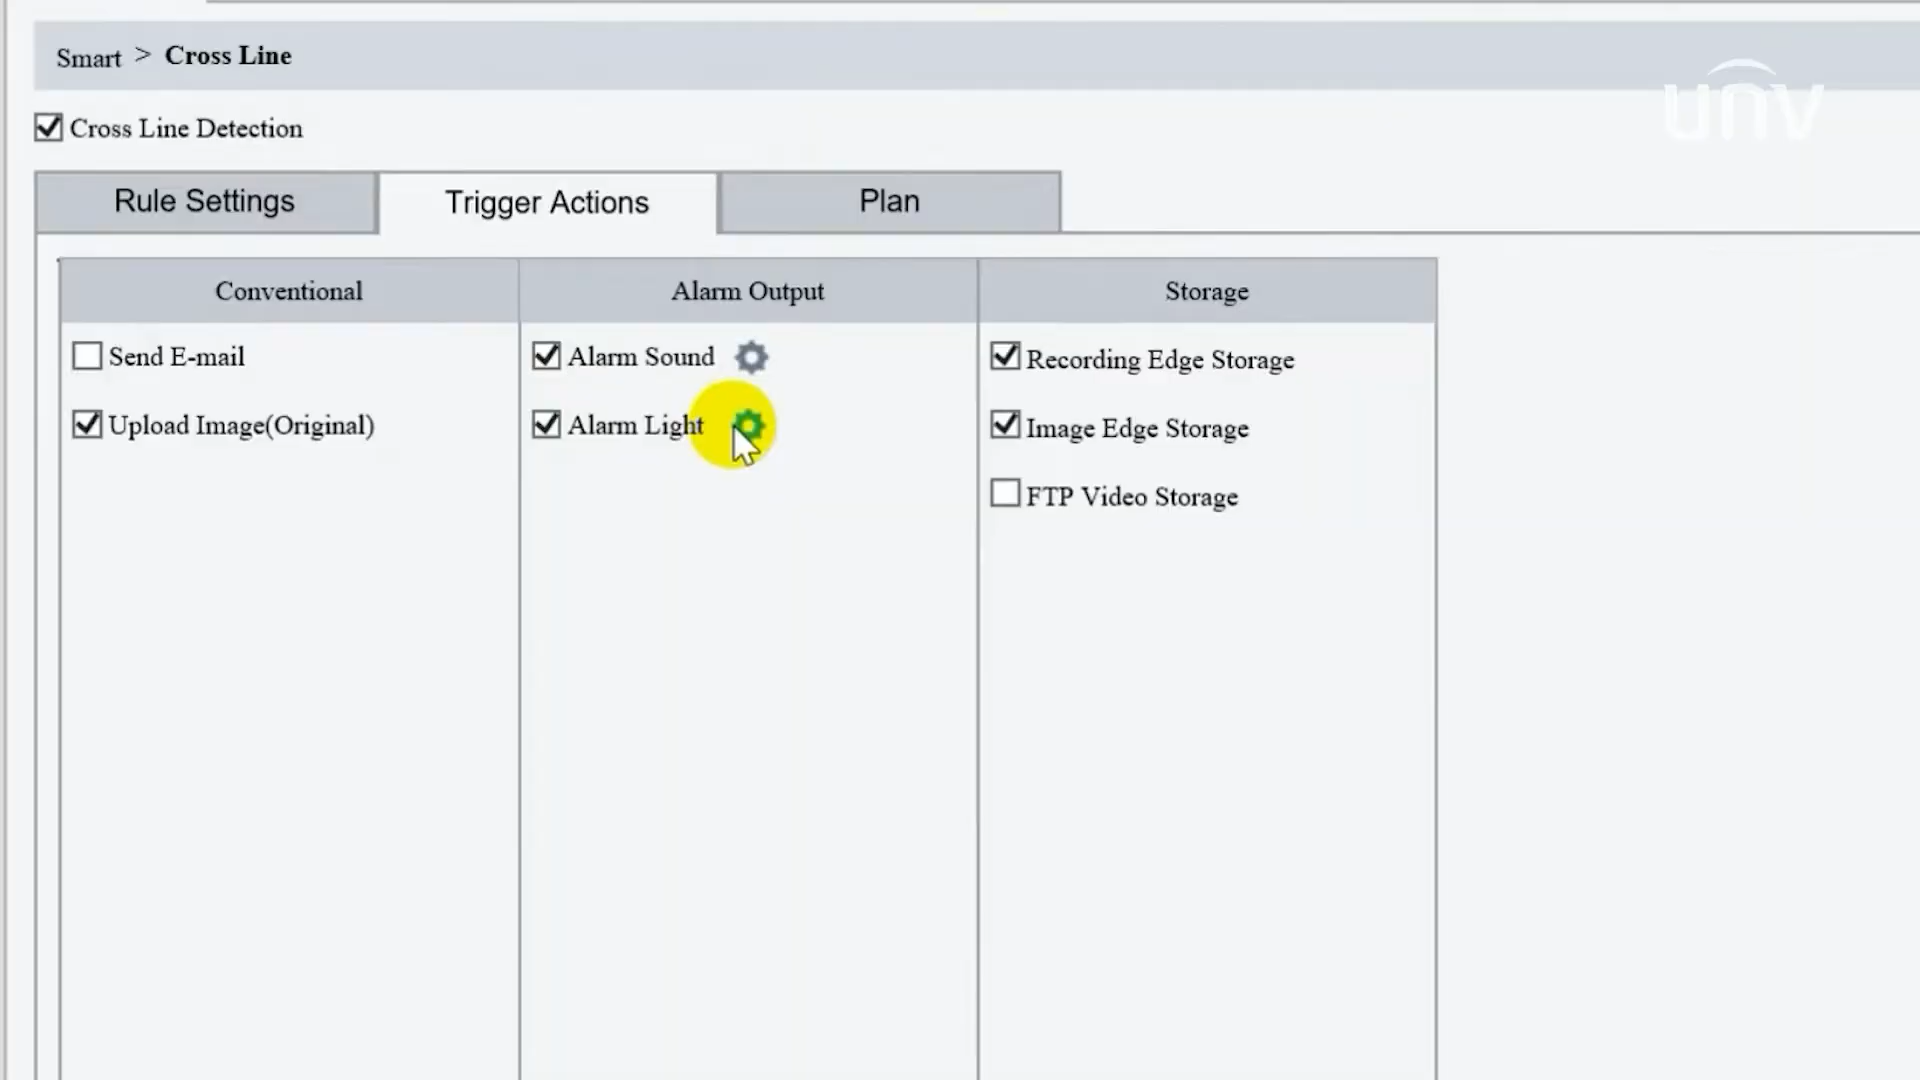 Smart > Cross Line
unv
Cross Line Detection
Rule Settings
Trigger Actions
Plan
Conventional
Alarm Output
Storage
Send E-mail
Alarm Sound
Recording Edge Storage
Upload Image(Original)
Alarm Light
Image Edge Storage
FTP Video Storage